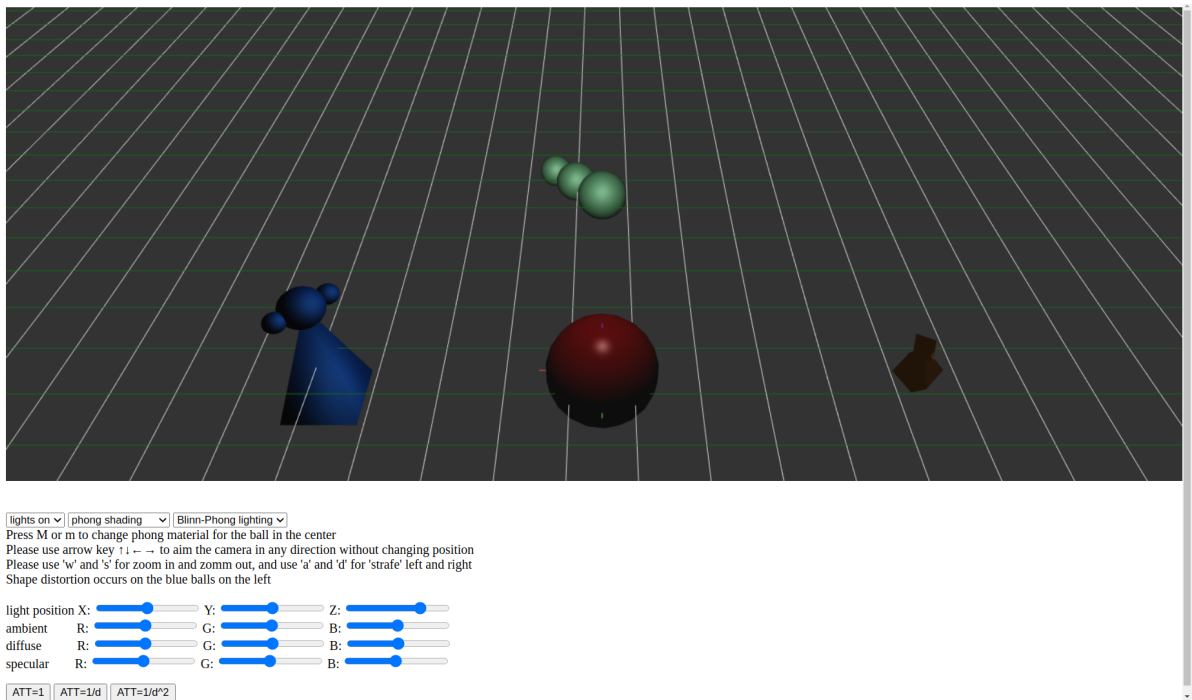 lights on phong shading Blinn-Phong lighting
Press M or m to change phong material for the ball in the center
Please use arrow key ↑↓←→ to aim the camera in any direction without changing position
Please use 'w' and 's' for zoom in and zomm out, and use 'a' and 'd' for 'strafe' left and right
Shape distortion occurs on the blue balls on the left
light position X: Y: Z:
ambient R: G: B:
diffuse R: G: B:
specular R: G: B:
ATT=1 ATT=1/d ATT=1/d^2